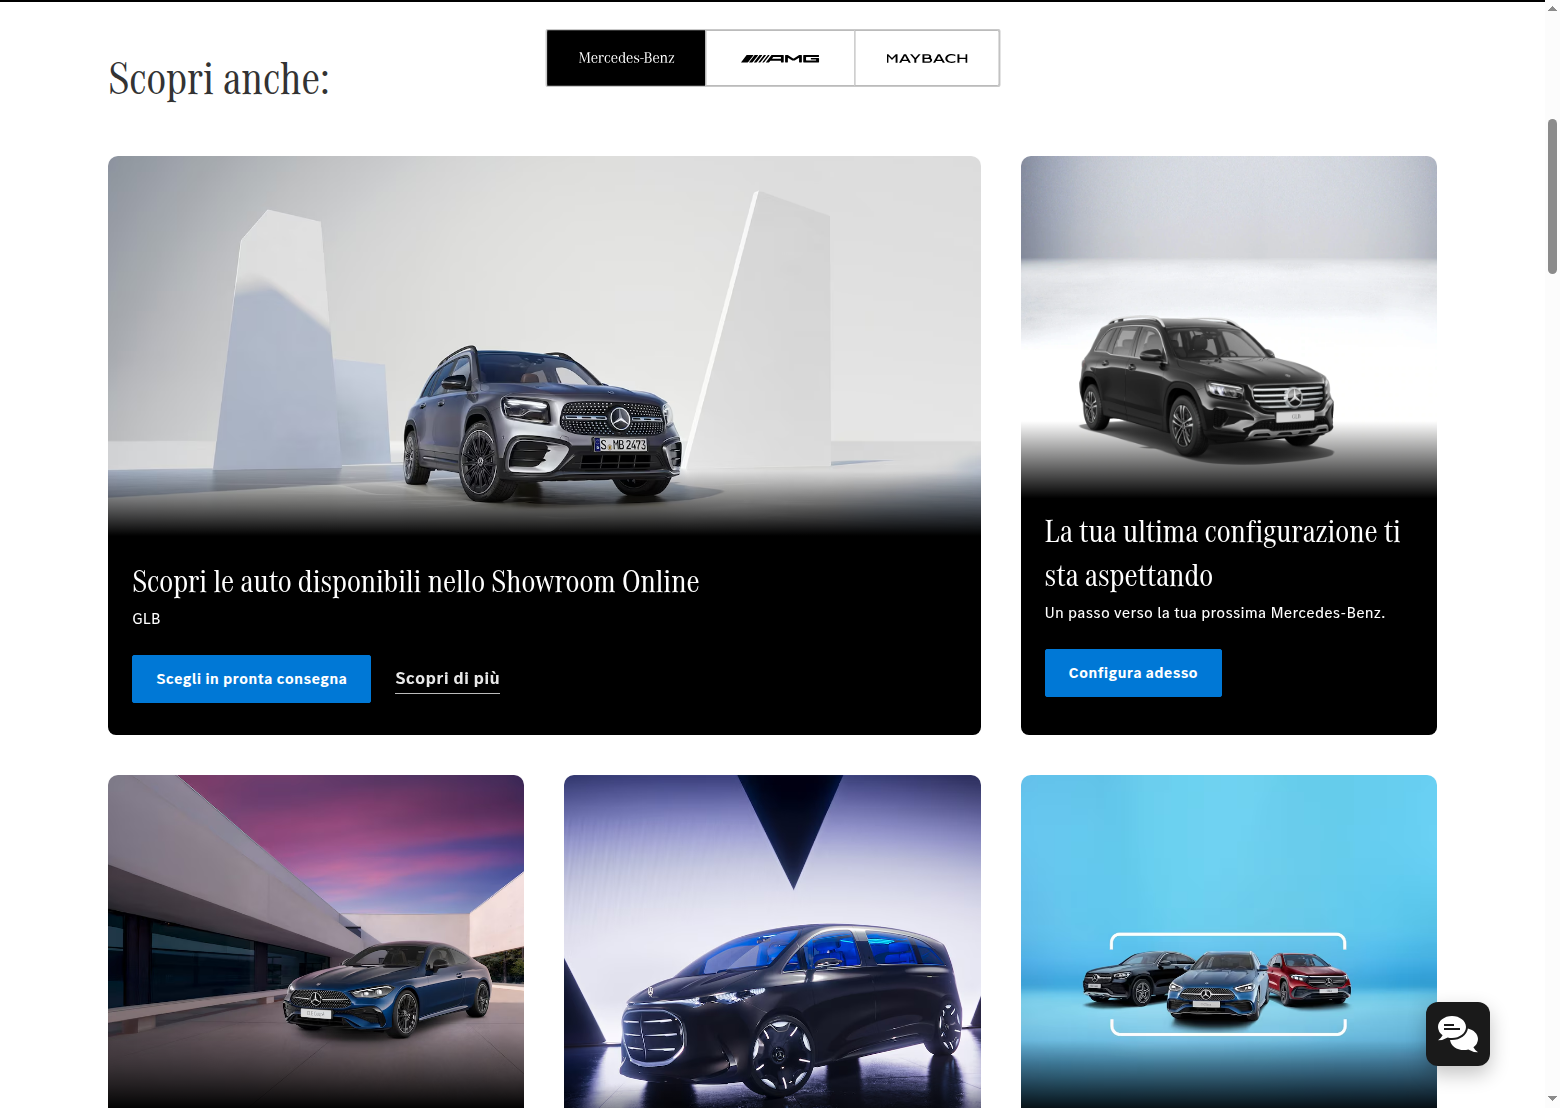 Scopri anche:
Mercedes-Benz
AMG
MAYBACH
S MB 2473
GLB
Scopri le auto disponibili nello Showroom Online
GLB
Scegli in pronta consegna
Scopri di più
La tua ultima configurazione ti
sta aspettando
Un passo verso la tua prossima Mercedes-Benz.
Configura adesso